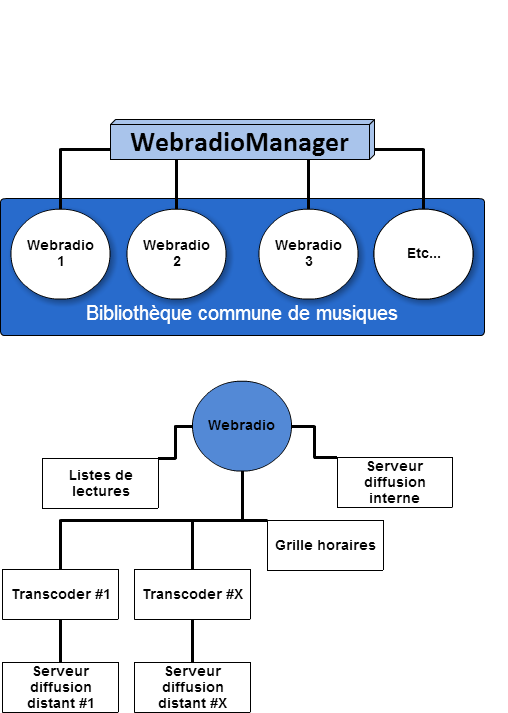 WebradioManager
Webradio
1
Webradio
2
Webradio
3
Etc...
Bibliothèque commune de musiques
Webradio
Listes de
lectures
Serveur
diffusion
interne
Grille horaires
Transcoder #1
Transcoder #X
Serveur
diffusion
distant #1
Serveur
diffusion
distant #X